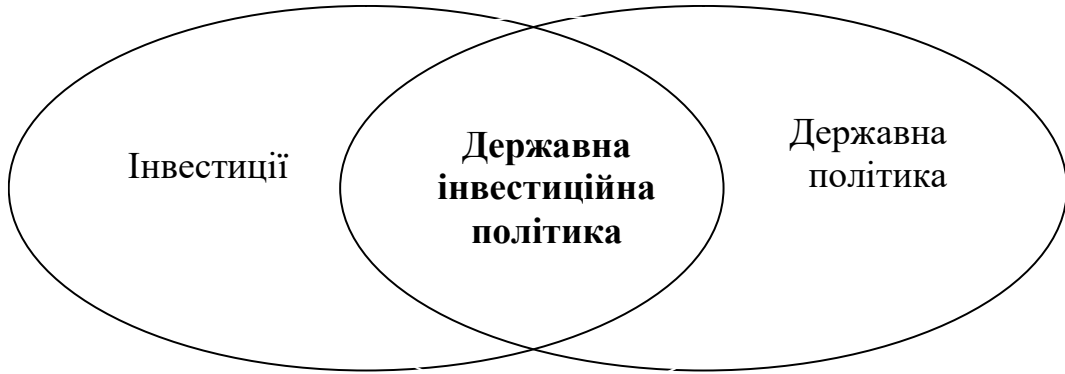 Інвестиції
Державна
інвестиційна
політика
Державна
політика